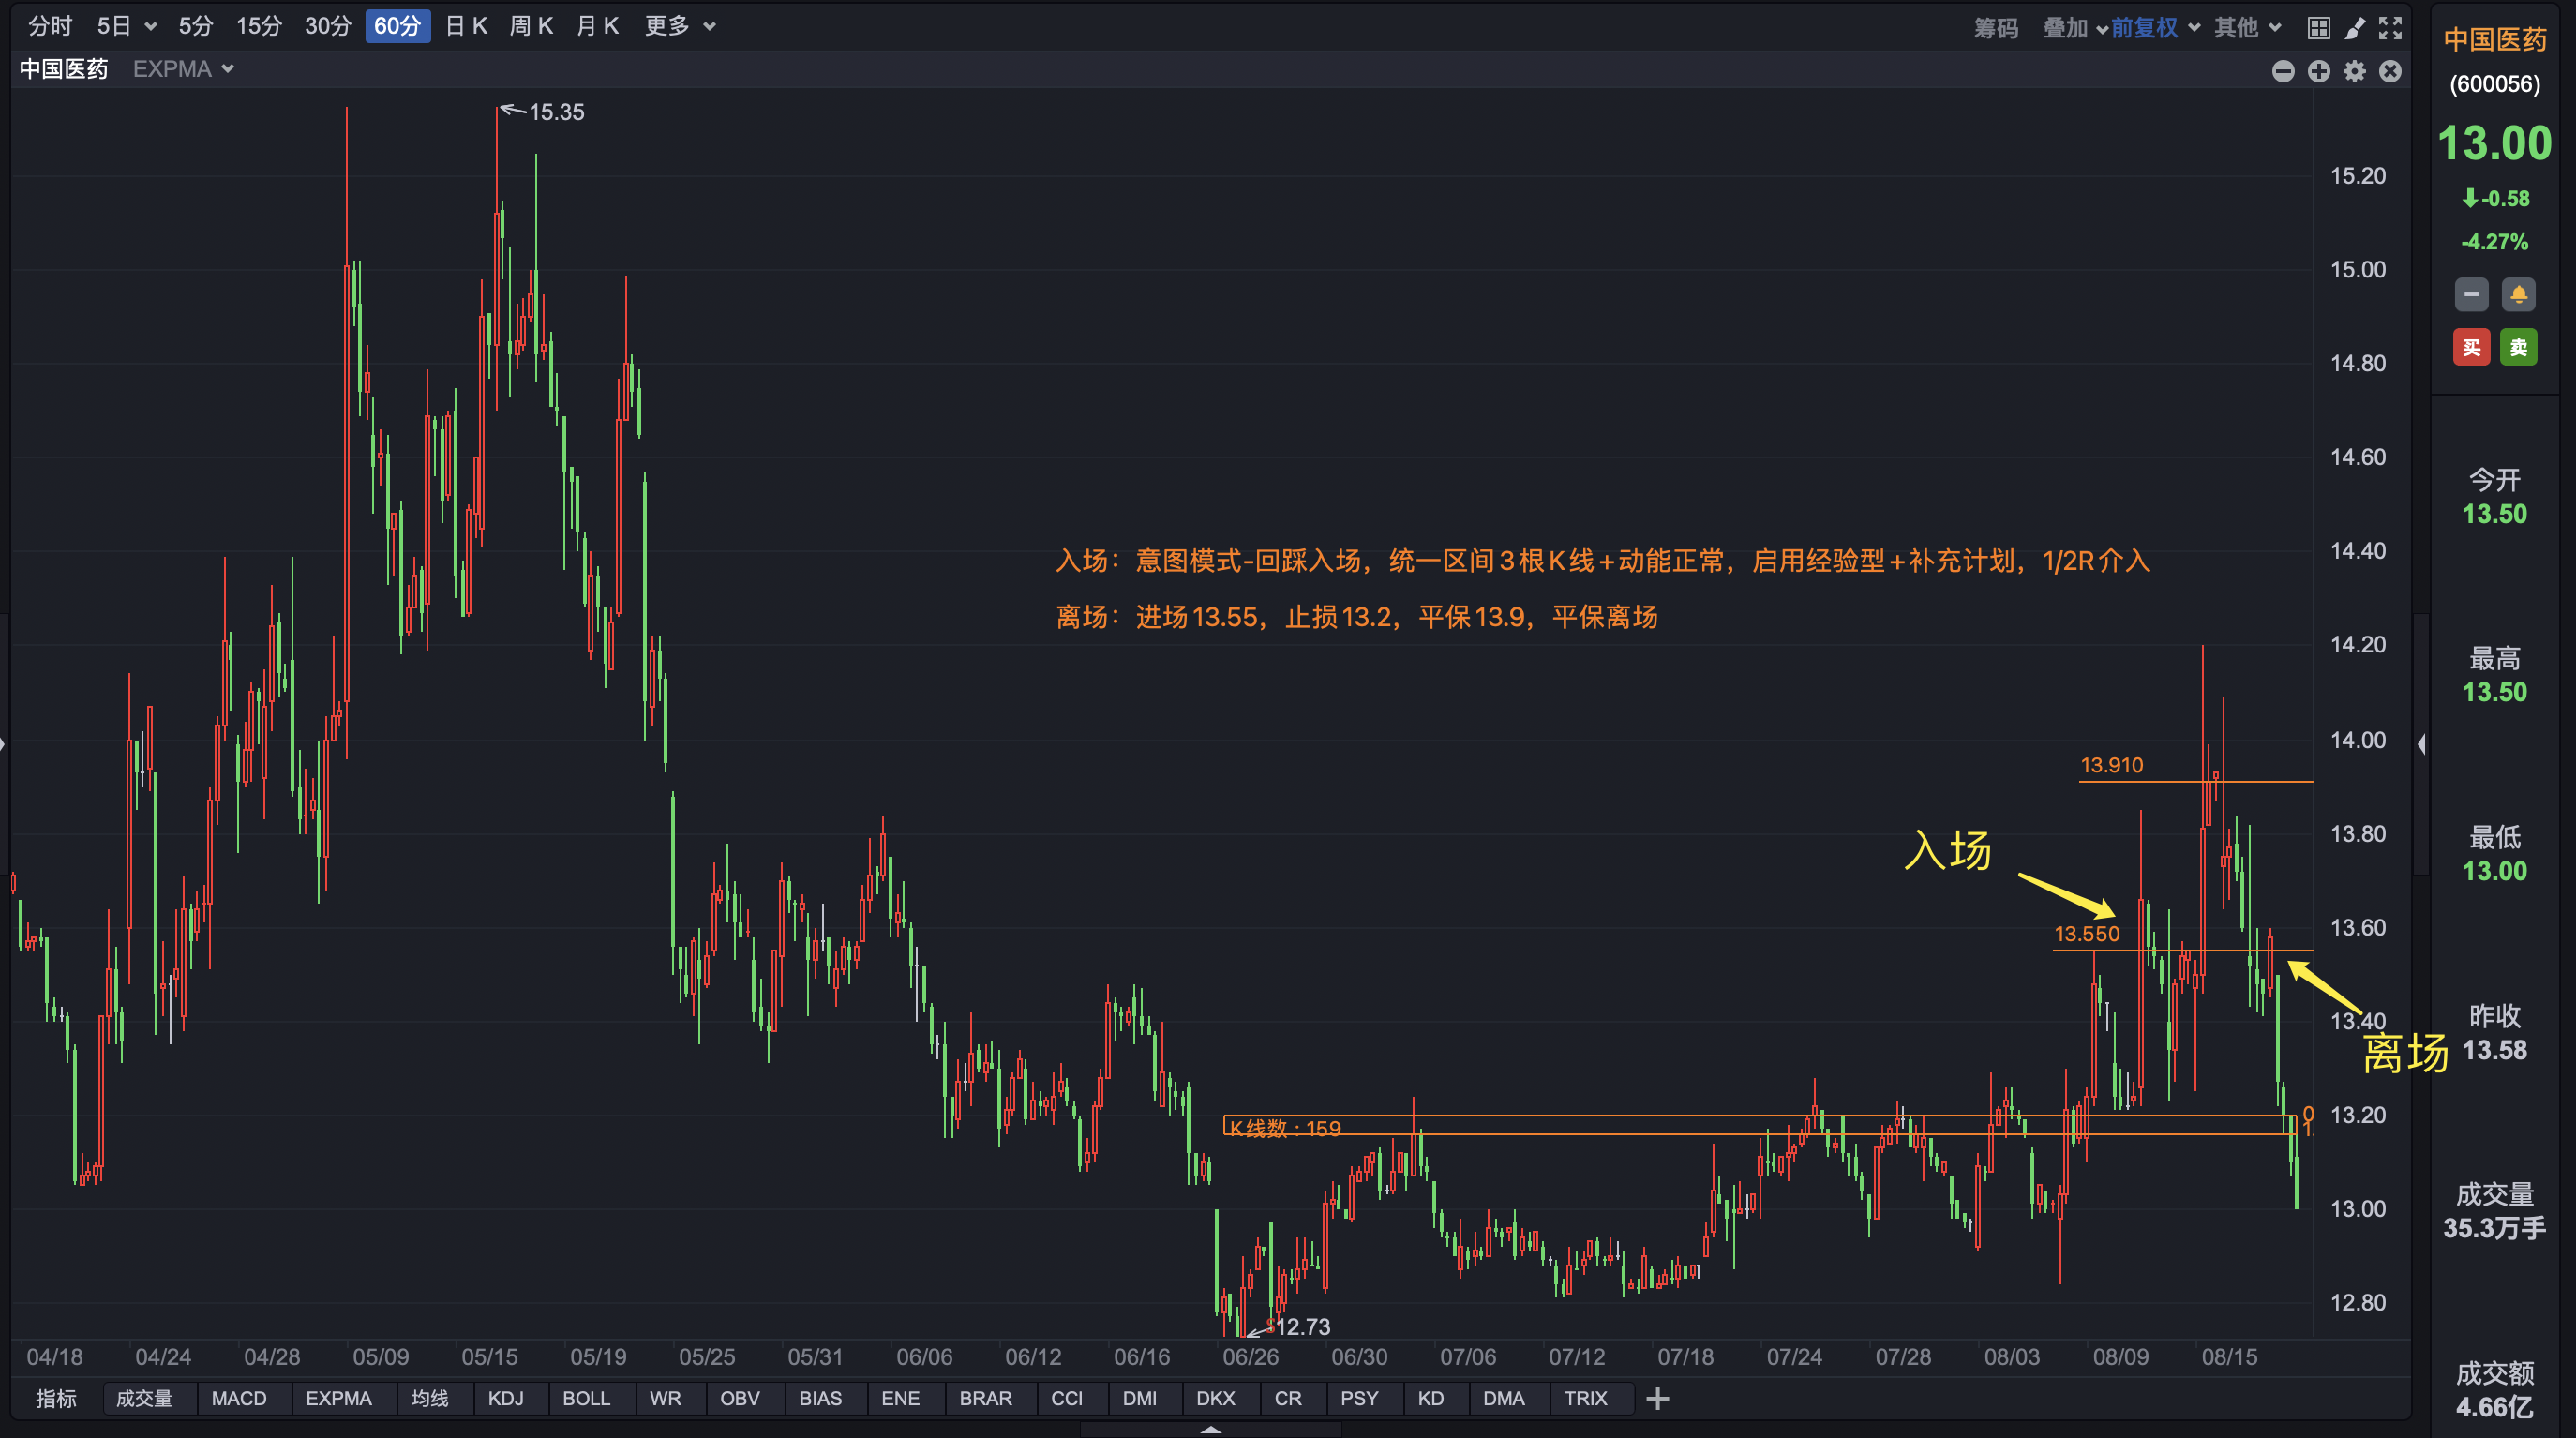 分时 5日 5分 15分 30分 60分 日K 周K 月K 更多 筹码 叠加 前复权 其他
中国医药 EXPMA
15.35
15.20
15.00
14.80
14.60
14.40
14.20
14.00
13.80
13.60
13.40
13.20
13.00
12.80
入场：意图模式-回踩入场，统一区间3根K线+动能正常，启用经验型+补充计划，1/2R介入
离场：进场13.55，止损13.2，平保13.9，平保离场
13.910
入场
13.550
离场
K线数：159
0
1.
S
12.73
04/18 04/24 04/28 05/09 05/15 05/19 05/25 05/31 06/06 06/12 06/16 06/26 06/30 07/06 07/12 07/18 07/24 07/28 08/03 08/09 08/15
指标 成交量 MACD EXPMA 均线 KDJ BOLL WR OBV BIAS ENE BRAR CCI DMI DKX CR PSY KD DMA TRIX
中国医药
(600056)
13.00
-0.58
-4.27%
买 卖
今开
13.50
最高
13.50
最低
13.00
昨收
13.58
成交量
35.3万手
成交额
4.66亿